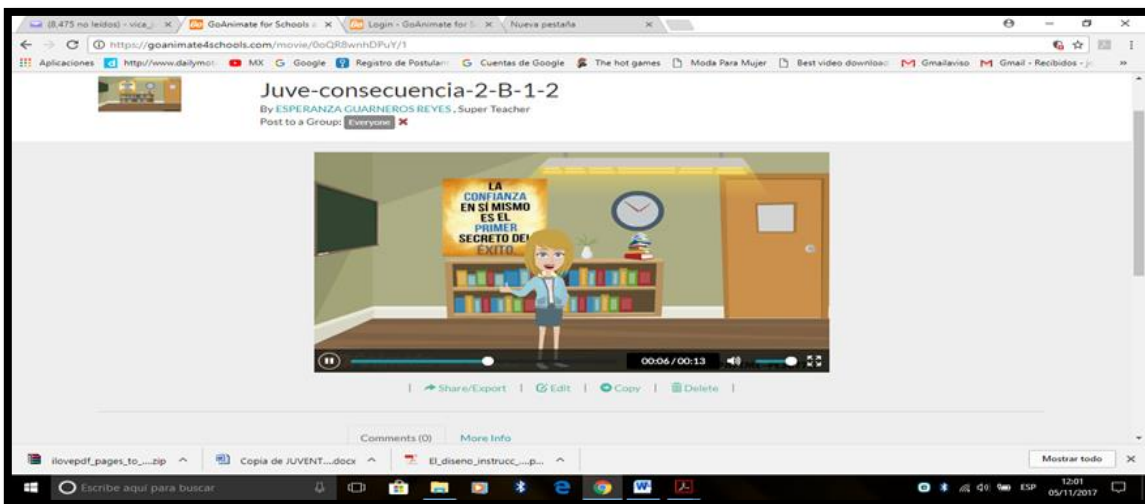 (8,475 no leídos) - vica_j
GoAnimate for Schools
Login - GoAnimate for S
Nueva pestaña
https://goanimate4schools.com/movie/0oQR8wnhDPuY/1
Aplicaciones http://www.dailymot MX Google Registro de Postulan Cuentas de Google The hot games Moda Para Mujer Best video download Gmailaviso Gmail - Recibidos - j »
Juve-consecuencia-2-B-1-2
By ESPERANZA GUARNEROS REYES , Super Teacher
Post to a Group: Everyone
LA
CONFIANZA
EN SÍ MISMO
ES EL
PRIMER
SECRETO DEL
ÉXITO
00:06 / 00:13
| Share/Export | Edit | Copy | Delete |
Comments (0) More Info
ilovepdf_pages_to_....zip Copia de JUVENT....docx El_diseno_instrucc_....p... Mostrar todo
Escribe aquí para buscar ESP 12:01
05/11/2017